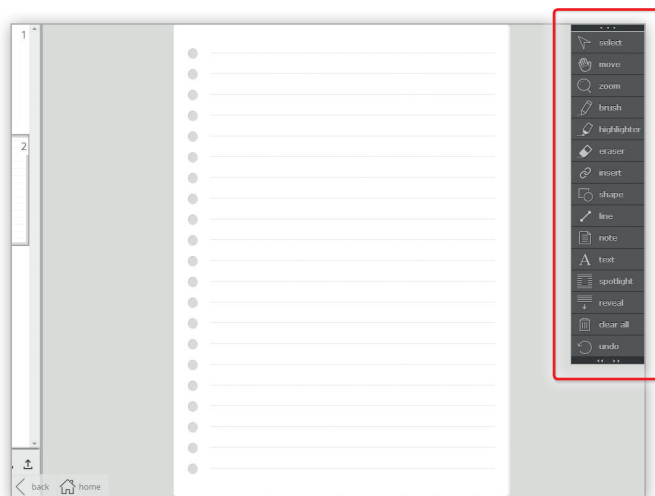 1
2
select
move
zoom
brush
highlighter
eraser
insert
shape
line
note
A text
spotlight
reveal
clear all
undo
back home